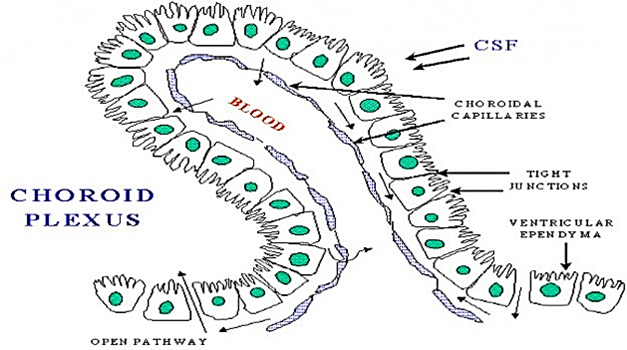 CSF
CHOROIDAL
CAPILLARIES
BLOOD
TIGHT
JUNCTIONS
CHOROID
PLEXUS
VENTRICULAR
EPENDYMA
OPEN PATHWAY